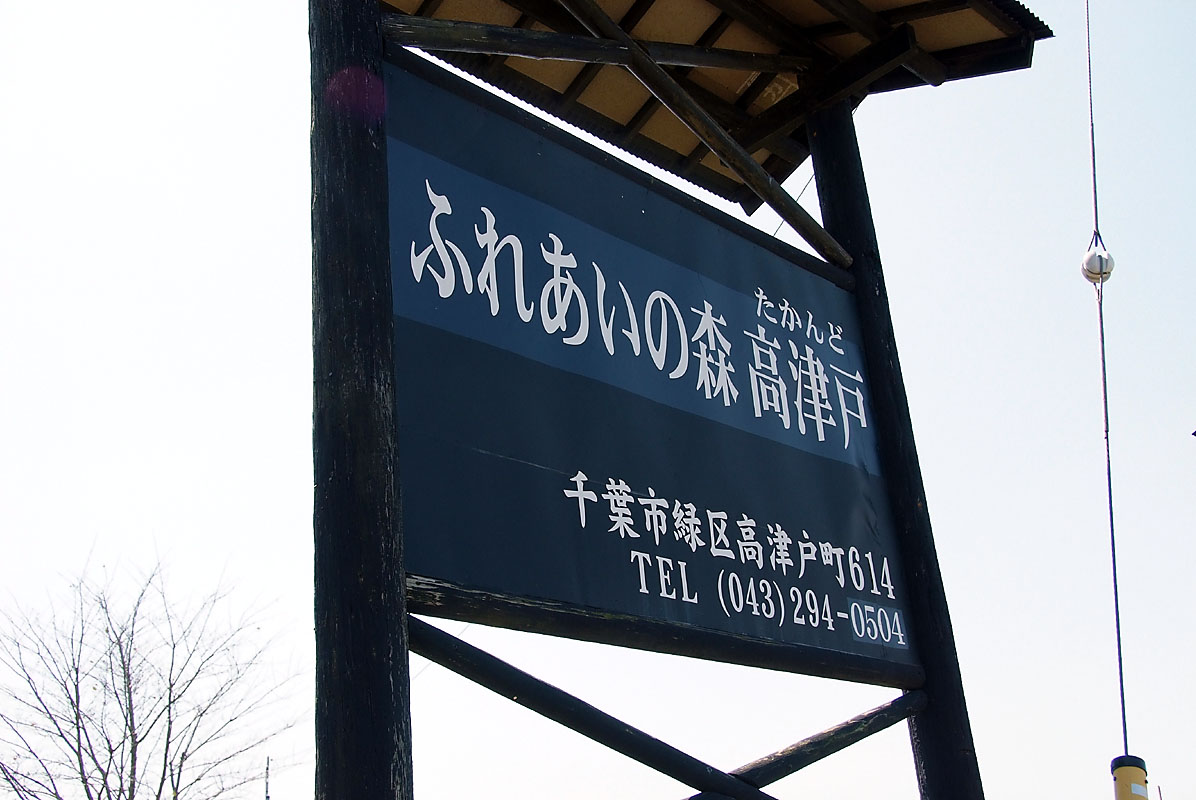 ふれあいの森 高津戸
たかんど
千葉市緑区高津戸町614
TEL (043)294-0504